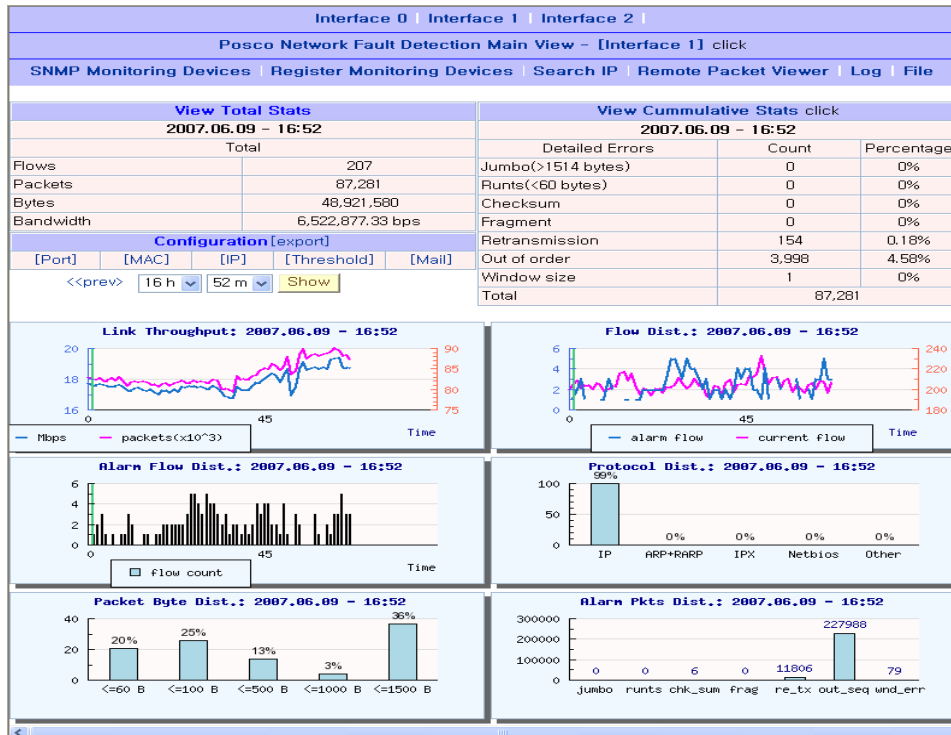 Interface 0 | Interface 1 | Interface 2 |
Posco Network Fault Detection Main View - [Interface 1] click
SNMP Monitoring Devices | Register Monitoring Devices | Search IP | Remote Packet Viewer | Log | File
View Total Stats
2007.06.09 - 16:52
Total
Flows 207
Packets 87,281
Bytes 48,921,580
Bandwidth 6,522,877.33 bps
Configuration [export]
[Port] [MAC] [IP] [Threshold] [Mail]
<<prev> 16 h 52 m Show
View Cummulative Stats click
2007.06.09 - 16:52
Detailed Errors Count Percentage
Jumbo(>1514 bytes) 0 0%
Runts(<60 bytes) 0 0%
Checksum 0 0%
Fragment 0 0%
Retransmission 154 0.18%
Out of order 3,998 4.58%
Window size 1 0%
Total 87,281
Link Throughput: 2007.06.09 - 16:52
20 90
85
18 80
16 75
0 45
Time
Mbps packets(x10^3)
Flow Dist.: 2007.06.09 - 16:52
6 240
4 220
2 200
0 180
0 45
Time
alarm flow current flow
Alarm Flow Dist.: 2007.06.09 - 16:52
6
4
2
0
0 45
Time
flow count
Protocol Dist.: 2007.06.09 - 16:52
100
50
0
99% 0% 0% 0% 0%
IP ARP+RARP IPX Netbios Other
Packet Byte Dist.: 2007.06.09 - 16:52
40
20
0
20% 25% 13% 3% 36%
<=60 B <=100 B <=500 B <=1000 B <=1500 B
Alarm Pkts Dist.: 2007.06.09 - 16:52
300000
100000
0
0 0 6 0 11806 227988 79
jumbo runts chk_sum frag re_tx out_seq wnd_err